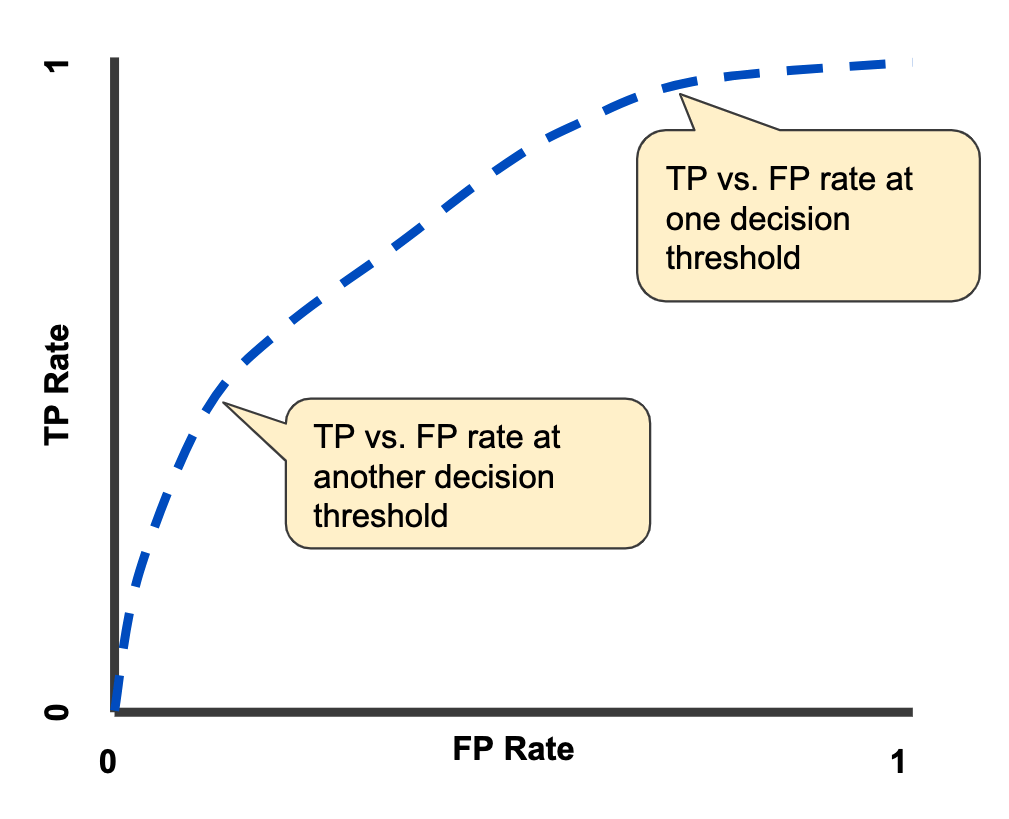 1
TP vs. FP rate at
one decision
threshold
TP Rate
TP vs. FP rate at
another decision
threshold
0
0
FP Rate
1